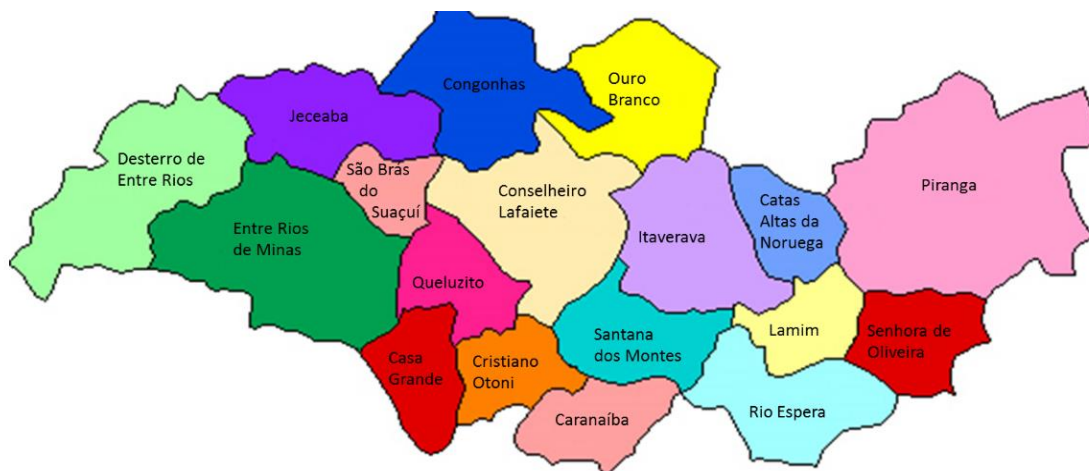 Congonhas
Ouro
Branco
Jeceaba
Desterro de
Entre Rios
São Brás
do
Suaçuí
Conselheiro
Lafaiete
Piranga
Catas
Altas da
Noruega
Entre Rios
de Minas
Itaverava
Queluzito
Santana
dos Montes
Lamim
Senhora de
Oliveira
Casa
Grande
Cristiano
Otoni
Caranaíba
Rio Espera